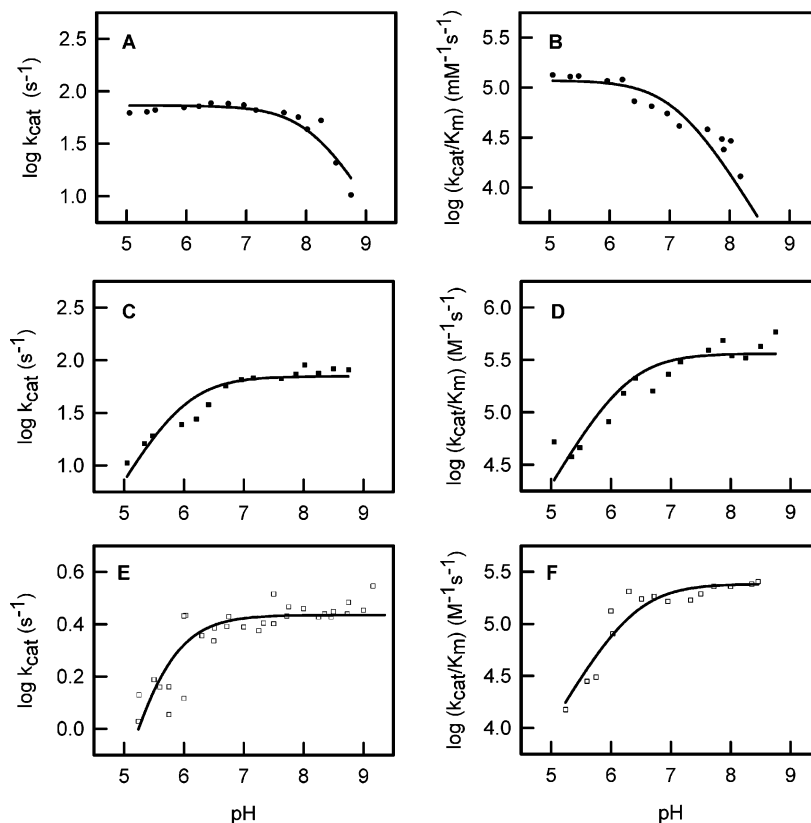 A
log kcat (s⁻¹)
2.5
2.0
1.5
1.0
5 6 7 8 9
B
log (kcat/Km) (mM⁻¹s⁻¹)
5.5
5.0
4.5
4.0
5 6 7 8 9
C
log kcat (s⁻¹)
2.5
2.0
1.5
1.0
5 6 7 8 9
D
log (kcat/Km) (M⁻¹s⁻¹)
6.0
5.5
5.0
4.5
5 6 7 8 9
E
log kcat (s⁻¹)
0.6
0.4
0.2
0.0
5 6 7 8 9
pH
F
log (kcat/Km) (M⁻¹s⁻¹)
5.5
5.0
4.5
4.0
5 6 7 8 9
pH